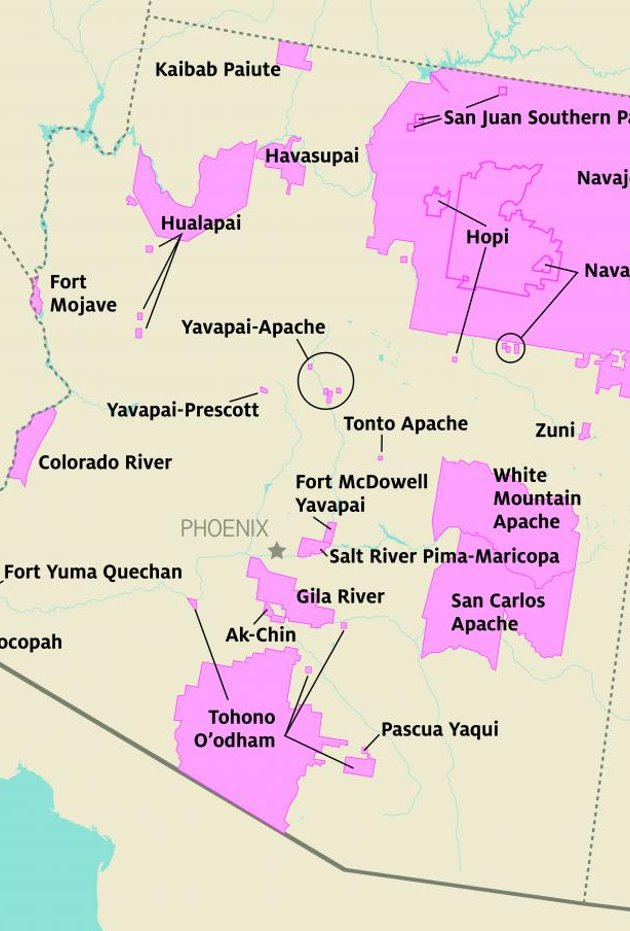 Kaibab Paiute
San Juan Southern Pa
Havasupai
Navaj
Hualapai
Hopi
Nava
Fort
Mojave
Yavapai-Apache
Yavapai-Prescott
Tonto Apache
Zuni
Colorado River
White
Mountain
Apache
Fort McDowell
Yavapai
PHOENIX
Salt River Pima-Maricopa
Fort Yuma Quechan
Gila River
San Carlos
Apache
Ak-Chin
ocopah
Tohono
O’odham
Pascua Yaqui